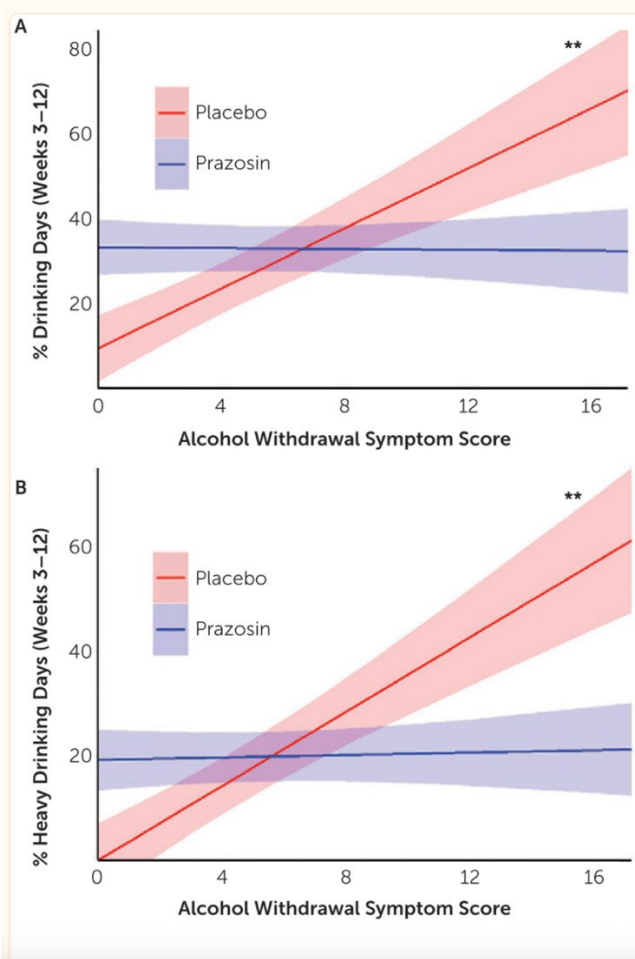 A
% Drinking Days (Weeks 3–12)
80
60
40
20
**
Placebo
Prazosin
0 4 8 12 16
Alcohol Withdrawal Symptom Score
B
% Heavy Drinking Days (Weeks 3–12)
60
40
20
**
Placebo
Prazosin
0 4 8 12 16
Alcohol Withdrawal Symptom Score